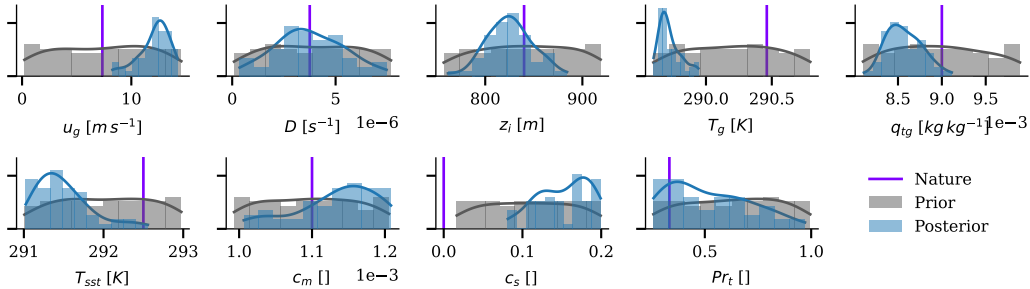 0 10
u_g [m s⁻¹]
0 5
D [s⁻¹] 1e−6
800 900
z_i [m]
290.0 290.5
T_g [K]
8.5 9.0 9.5
q_tg [kg kg⁻¹] 1e−3
291 292 293
T_sst [K]
1.0 1.1 1.2
c_m [] 1e−3
0.0 0.1 0.2
c_s []
0.5 1.0
Pr_t []
Nature
Prior
Posterior